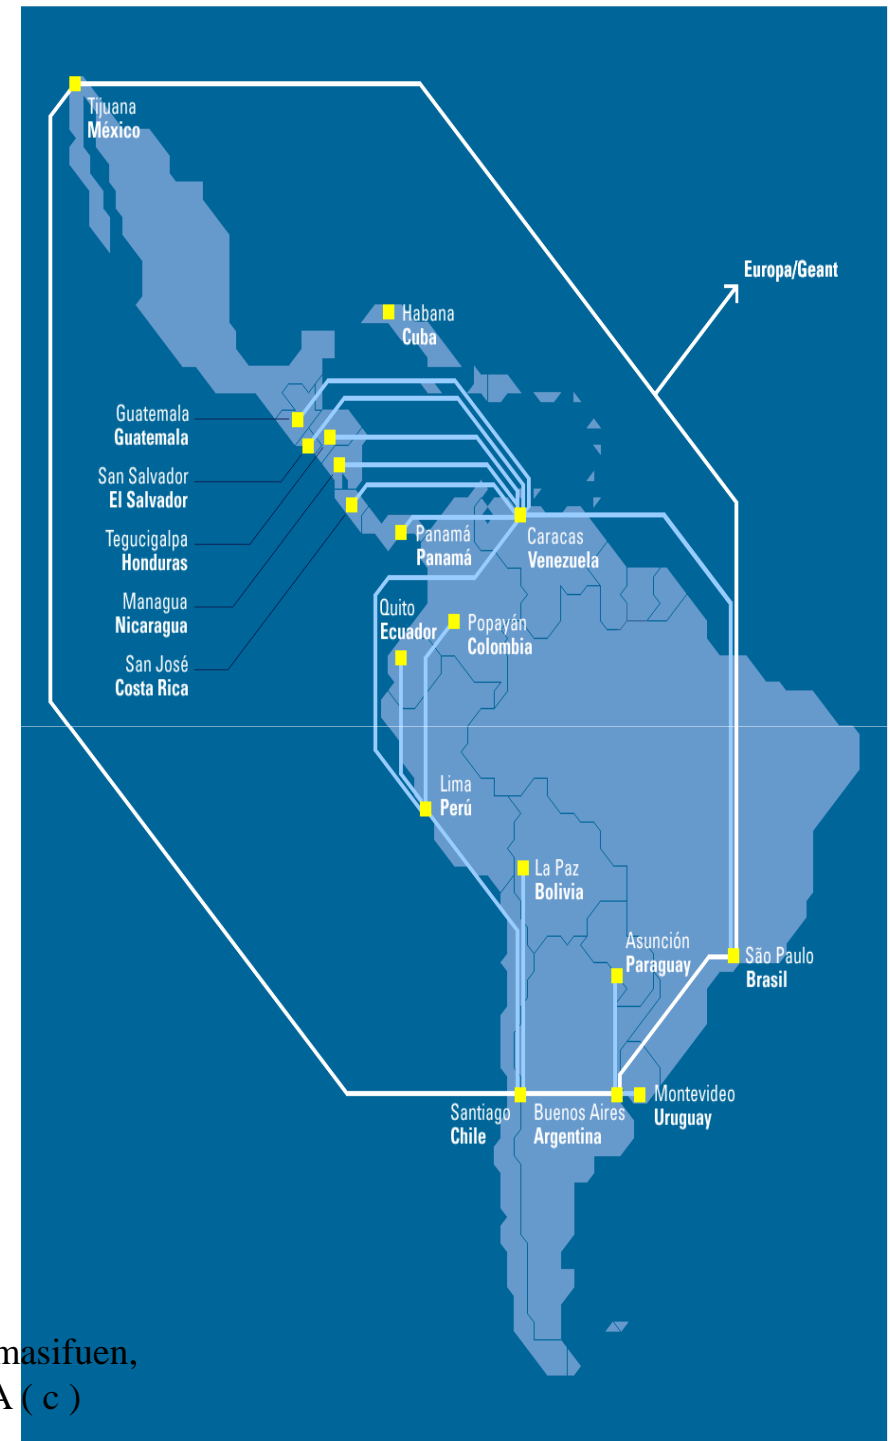 Tijuana
México
Europa/Geant
Habana
Cuba
Guatemala
Guatemala
San Salvador
El Salvador
Tegucigalpa
Honduras
Managua
Nicaragua
San José
Costa Rica
Panamá
Panamá
Caracas
Venezuela
Quito
Ecuador
Popayán
Colombia
Lima
Perú
La Paz
Bolivia
Asunción
Paraguay
São Paulo
Brasil
Santiago
Chile
Buenos Aires
Argentina
Montevideo
Uruguay
masifuen,
A ( c )